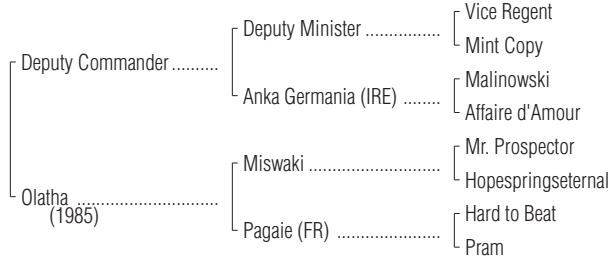 Vice Regent
Deputy Minister ..................
Mint Copy
Deputy Commander ..........
Malinowski
Anka Germania (IRE) ........
Affaire d'Amour
Mr. Prospector
Miswaki ..............................
Hopespringseternal
Olatha ................................
(1985)
Hard to Beat
Pagaie (FR) .......................
Pram